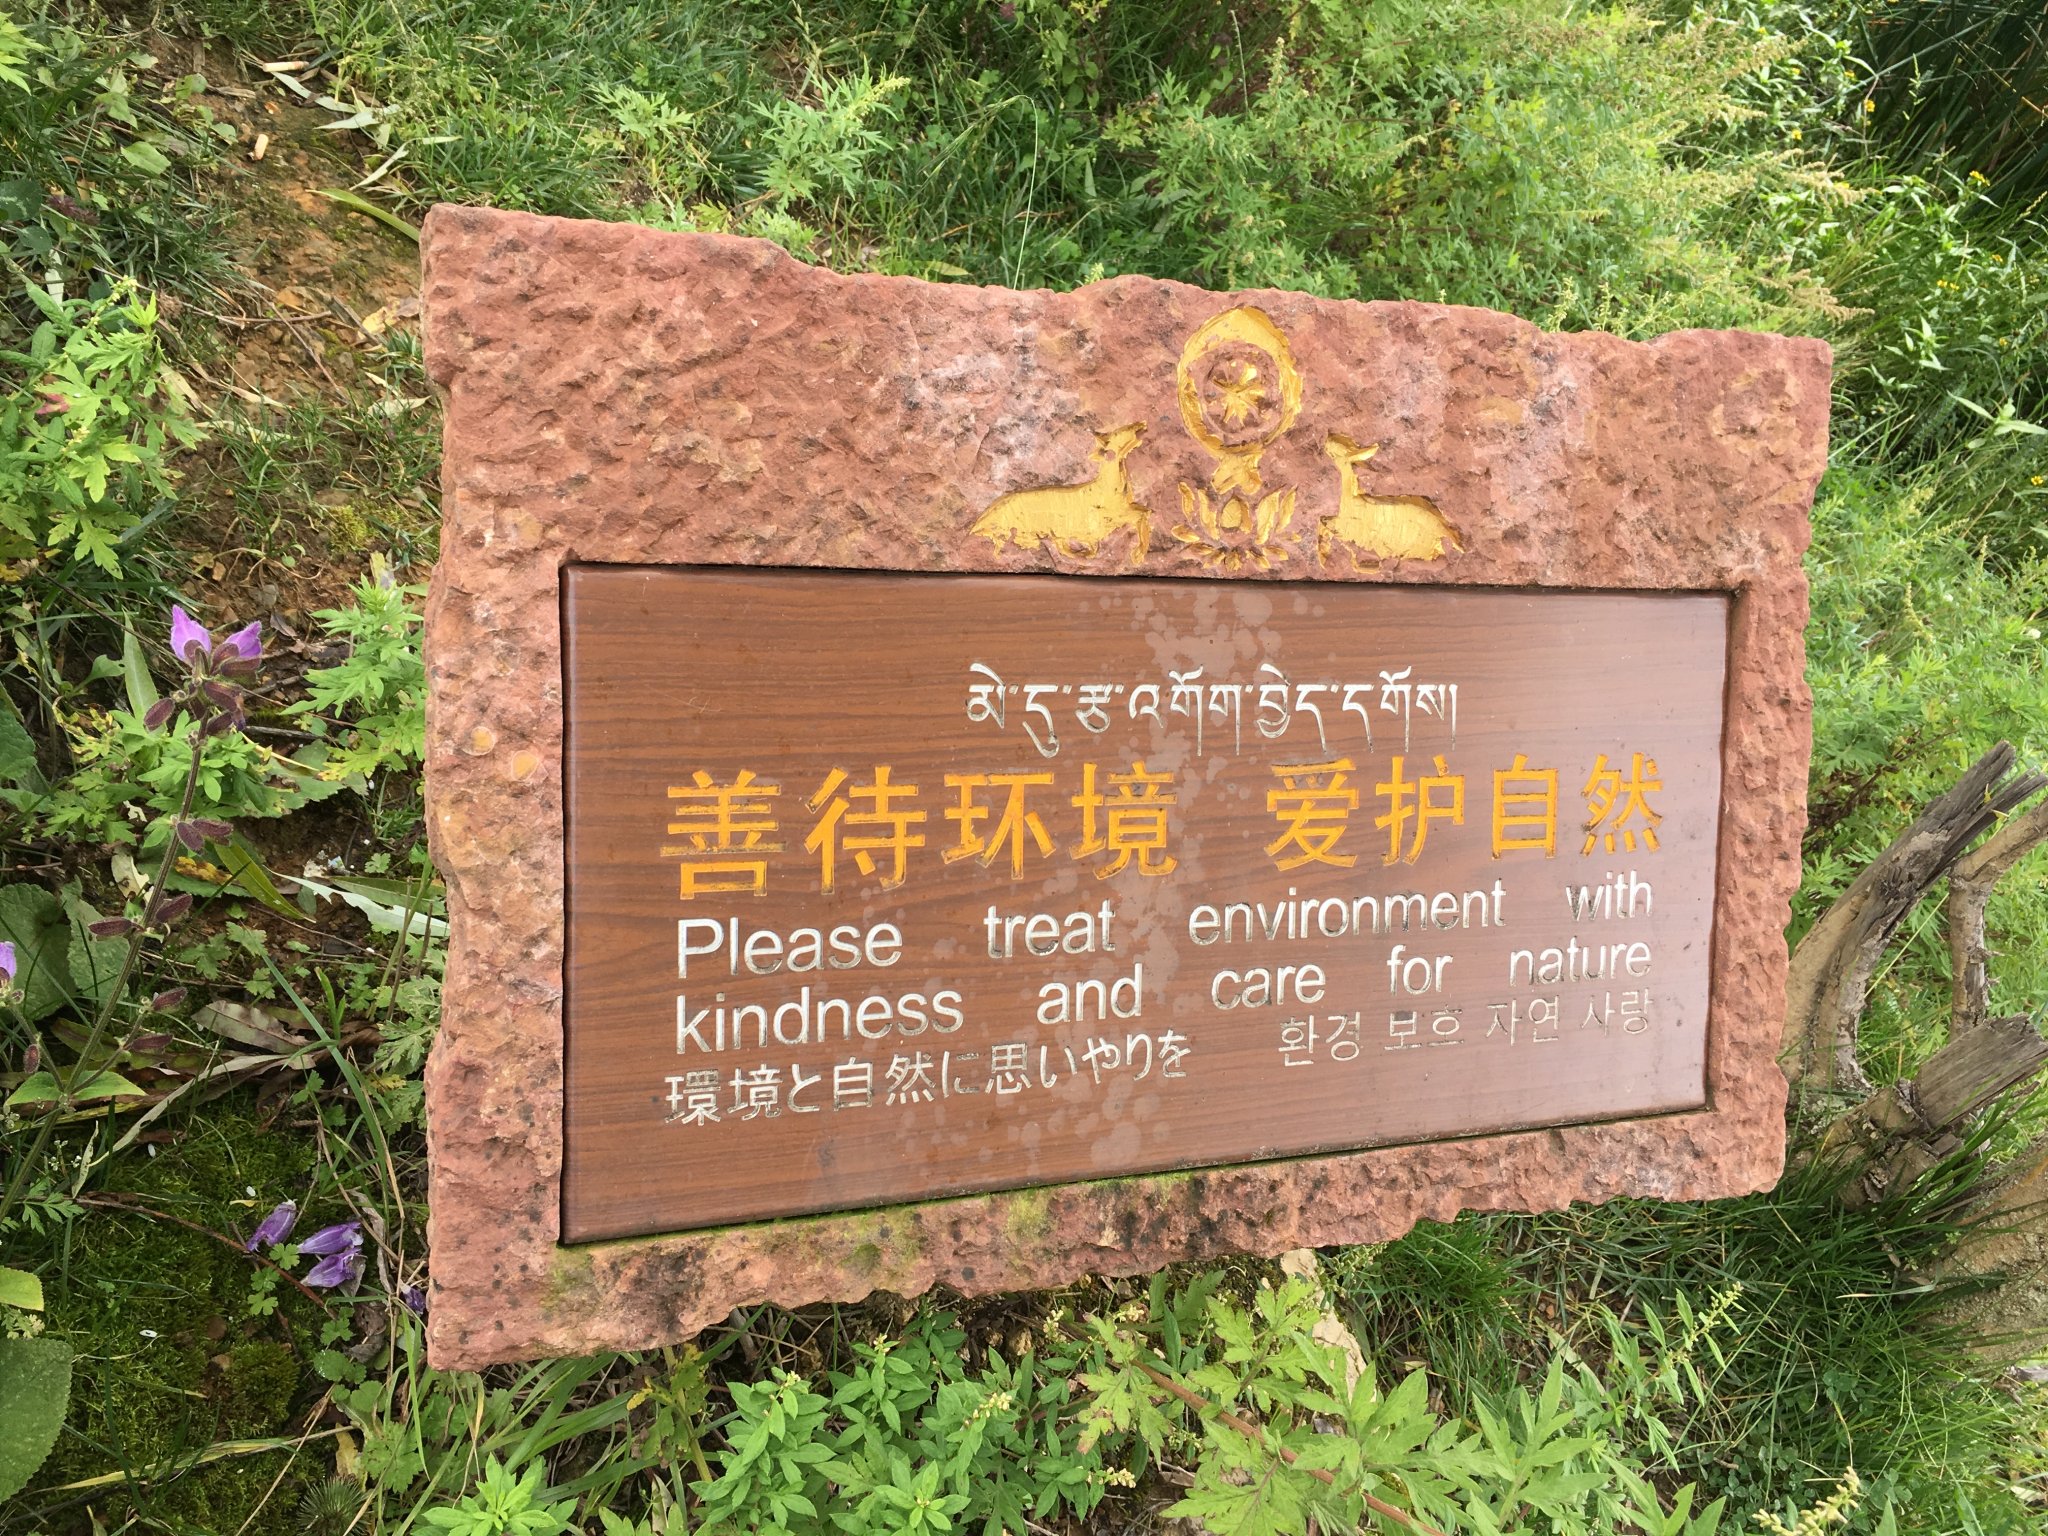 མེ་དུ་རྩ་འགོག་བྱེད་དགོས།
善待环境 爱护自然
Please treat environment with
kindness and care for nature
環境と自然に思いやりを 환경 보호 자연 사랑